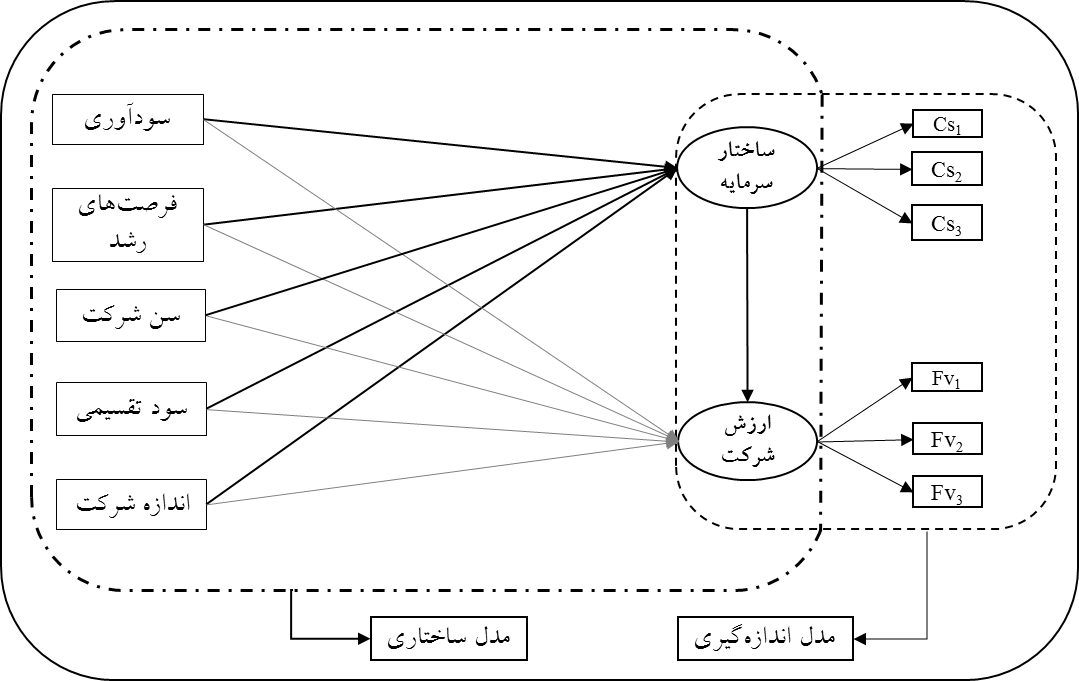 سودآوری
فرصت‌های
رشد
سن شرکت
سود تقسیمی
اندازه شرکت
ساختار
سرمایه
ارزش
شرکت
Cs1
Cs2
Cs3
Fv1
Fv2
Fv3
مدل ساختاری
مدل اندازه‌گیری